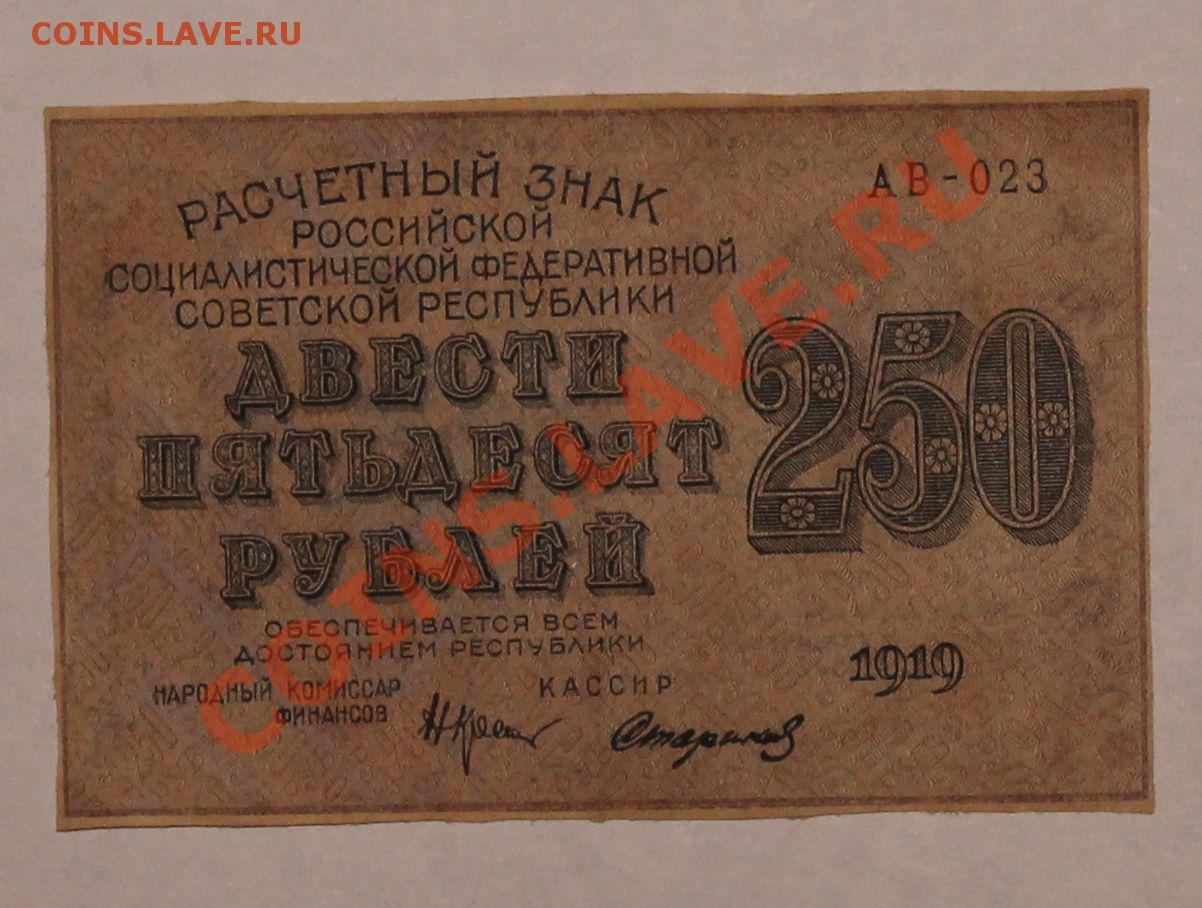 COINS.LAVE.RU
АВ-023
РАСЧЕТНЫЙ ЗНАК
РОССИЙСКОЙ
СОЦИАЛИСТИЧЕСКОЙ ФЕДЕРАТИВНОЙ
СОВЕТСКОЙ РЕСПУБЛИКИ
ДВЕСТИ
ПЯТЬДЕСЯТ
РУБЛЕЙ
250
ОБЕСПЕЧИВАЕТСЯ ВСЕМ
ДОСТОЯНИЕМ РЕСПУБЛИКИ
1919
НАРОДНЫЙ КОМИССАР
ФИНАНСОВ
КАССИР
Стариков
COINS.LAVE.RU